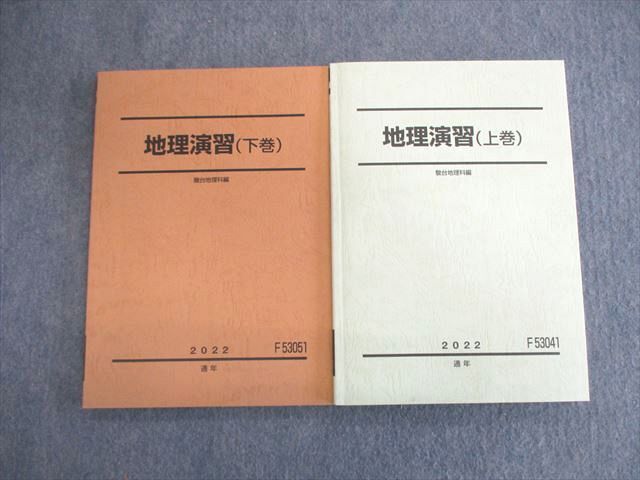 地理演習(下巻)
駿台地理科編
2022 F53051
通年
地理演習(上巻)
駿台地理科編
2022 F53041
通年